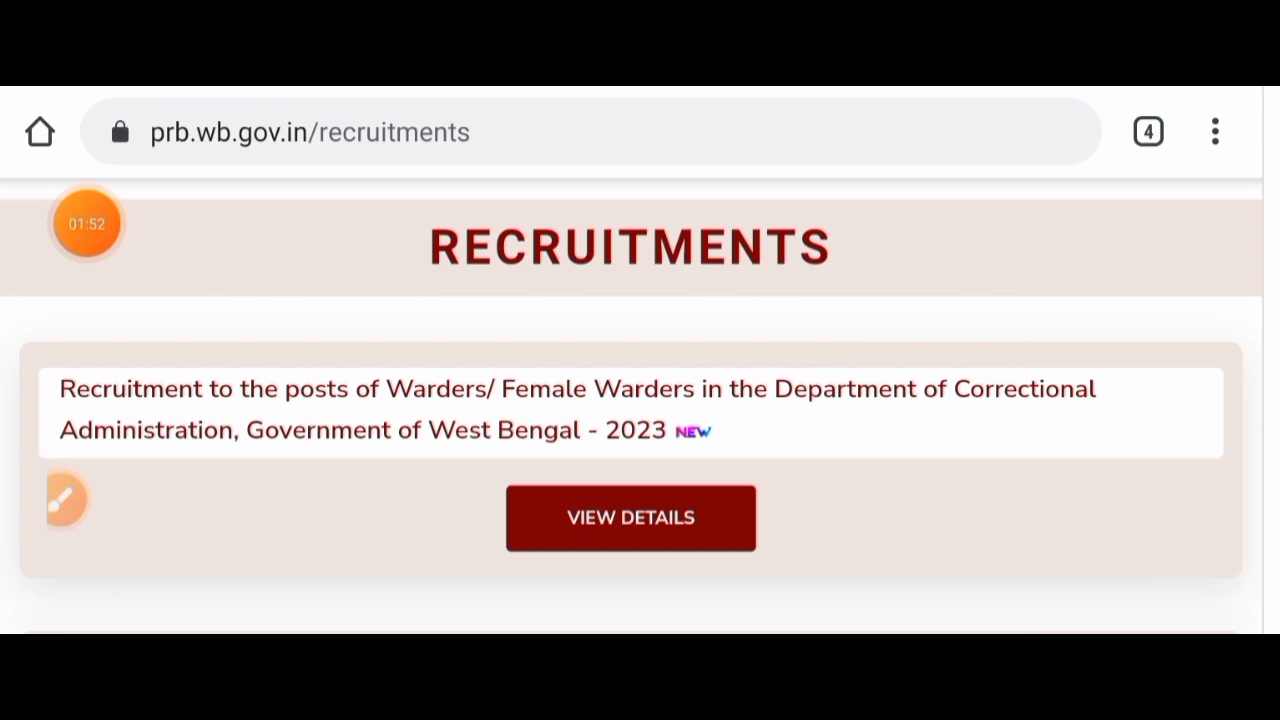 prb.wb.gov.in/recruitments
4
01:52
RECRUITMENTS
Recruitment to the posts of Warders/ Female Warders in the Department of Correctional
Administration, Government of West Bengal - 2023 NEW
VIEW DETAILS